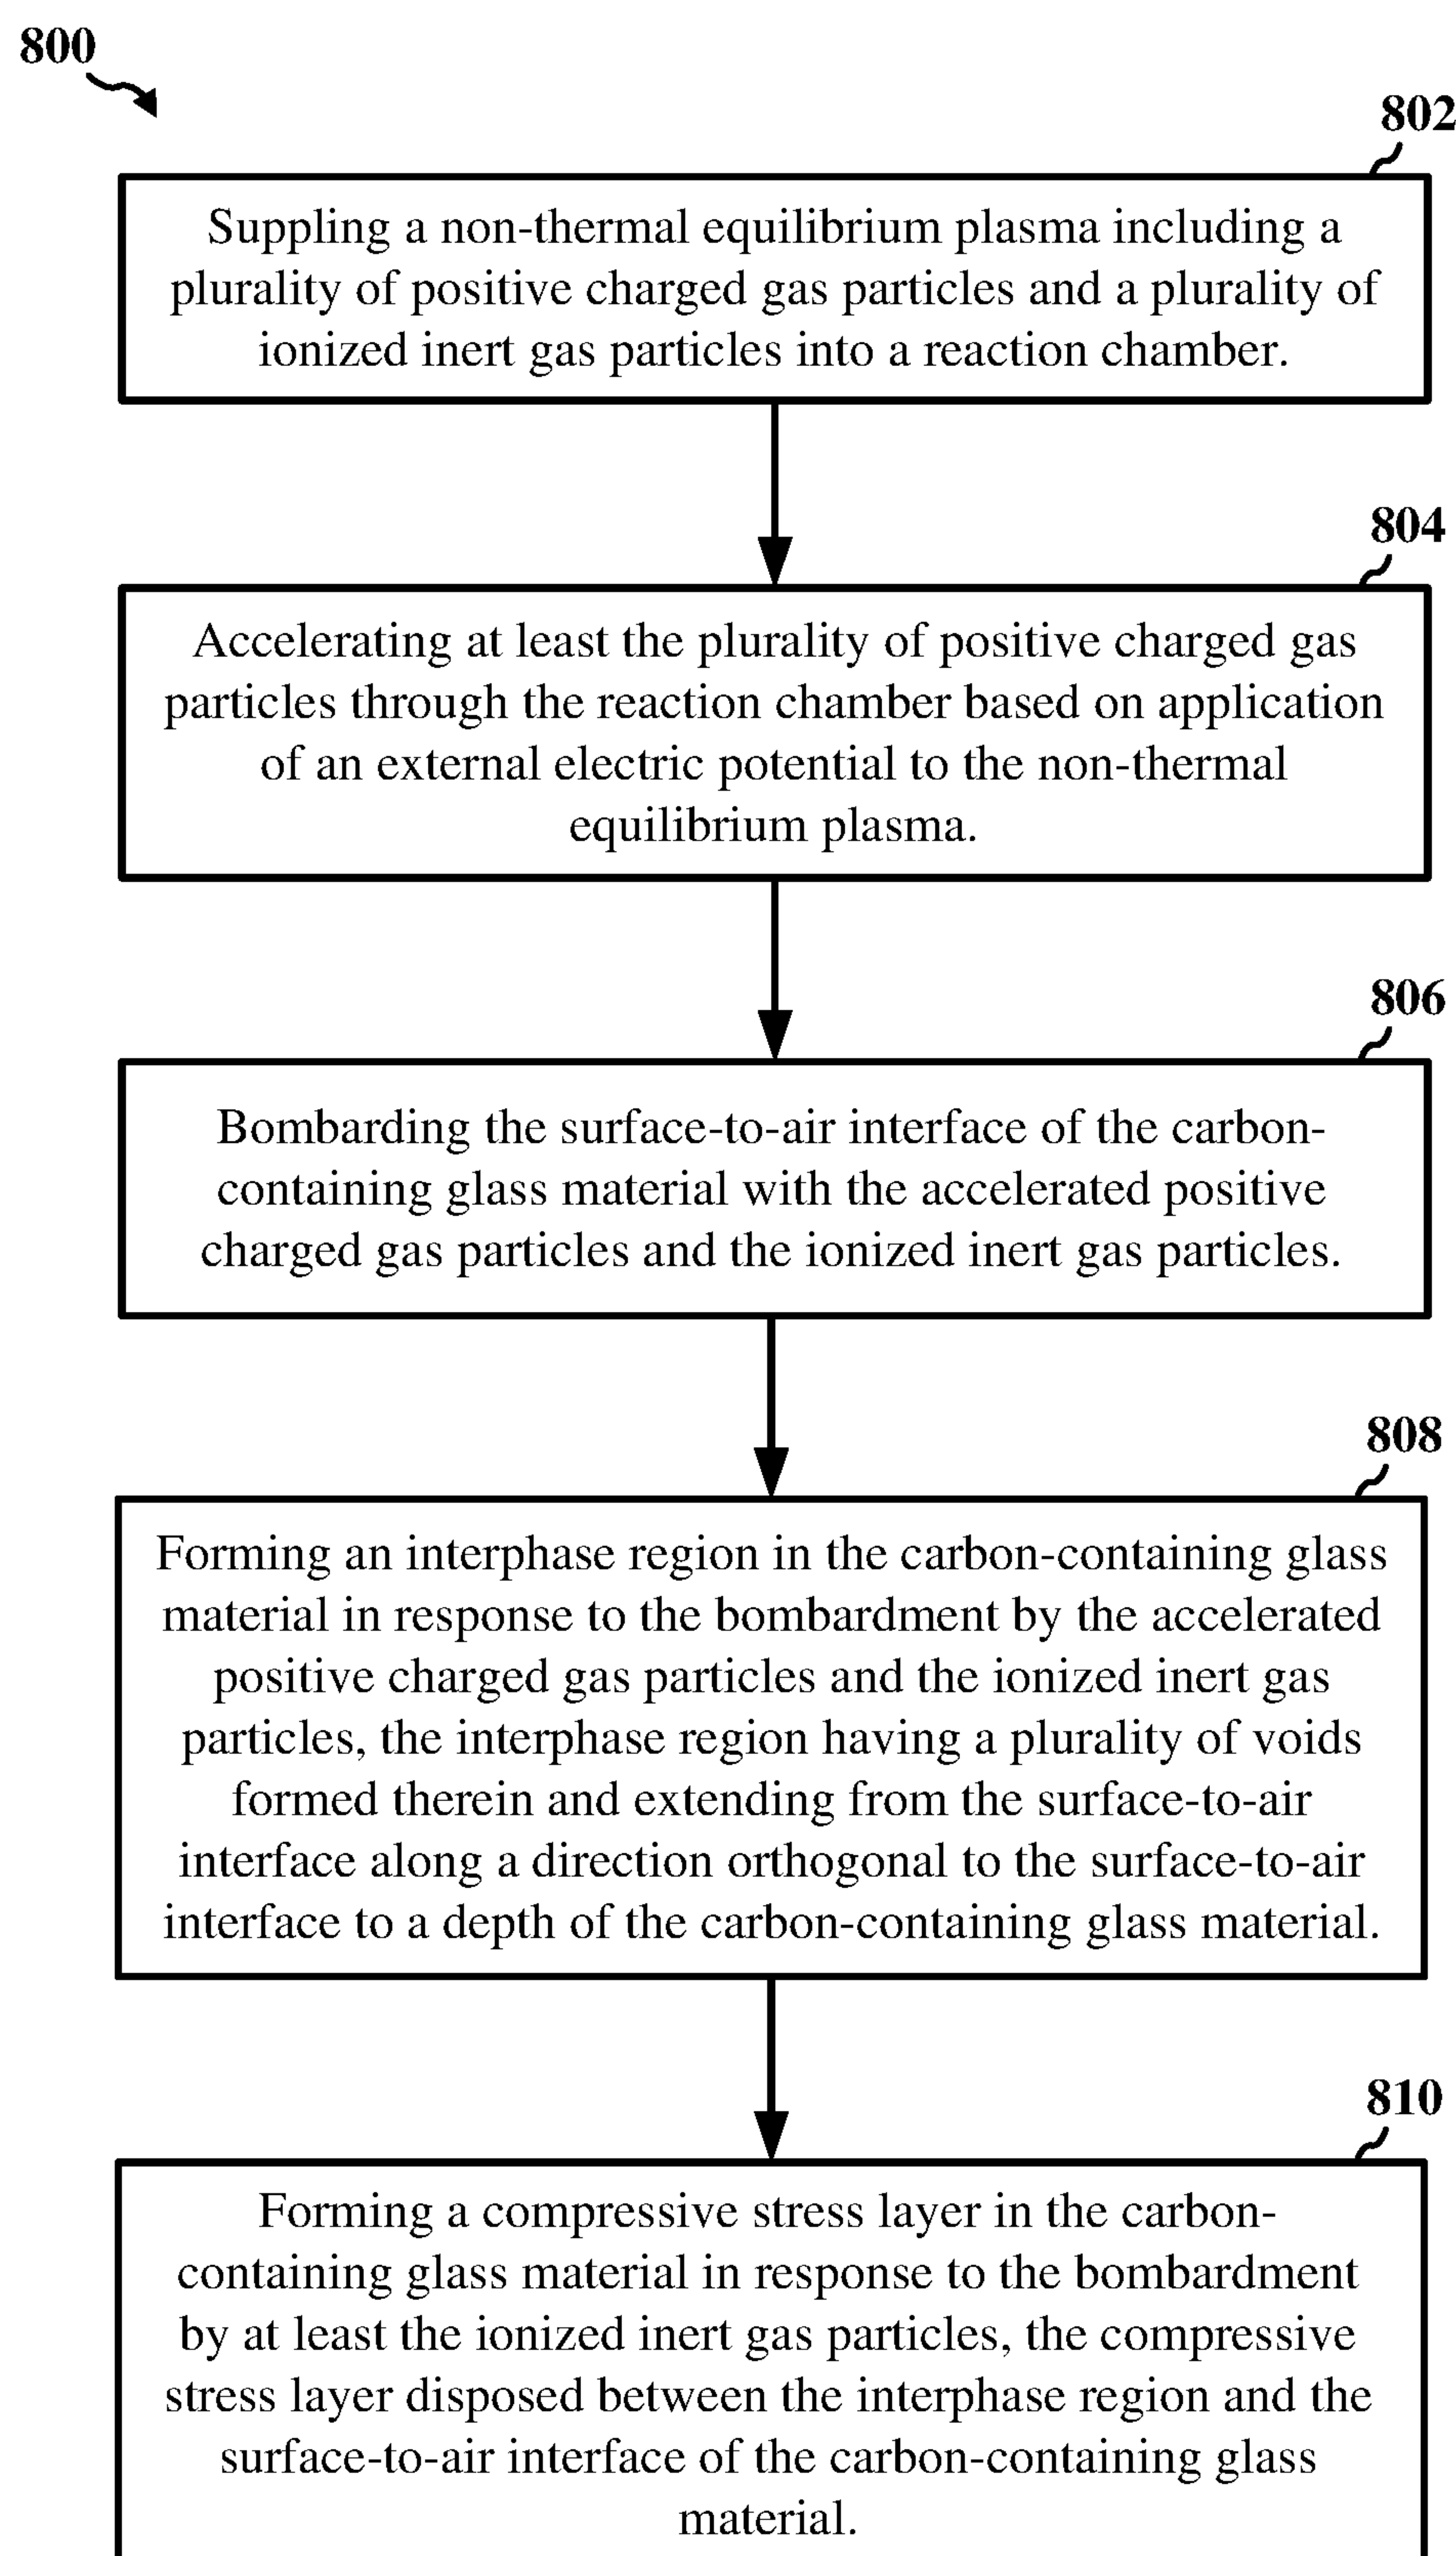 800
802
Suppling a non-thermal equilibrium plasma including a
plurality of positive charged gas particles and a plurality of
ionized inert gas particles into a reaction chamber.
804
Accelerating at least the plurality of positive charged gas
particles through the reaction chamber based on application
of an external electric potential to the non-thermal
equilibrium plasma.
806
Bombarding the surface-to-air interface of the carbon-
containing glass material with the accelerated positive
charged gas particles and the ionized inert gas particles.
808
Forming an interphase region in the carbon-containing glass
material in response to the bombardment by the accelerated
positive charged gas particles and the ionized inert gas
particles, the interphase region having a plurality of voids
formed therein and extending from the surface-to-air
interface along a direction orthogonal to the surface-to-air
interface to a depth of the carbon-containing glass material.
810
Forming a compressive stress layer in the carbon-
containing glass material in response to the bombardment
by at least the ionized inert gas particles, the compressive
stress layer disposed between the interphase region and the
surface-to-air interface of the carbon-containing glass
material.